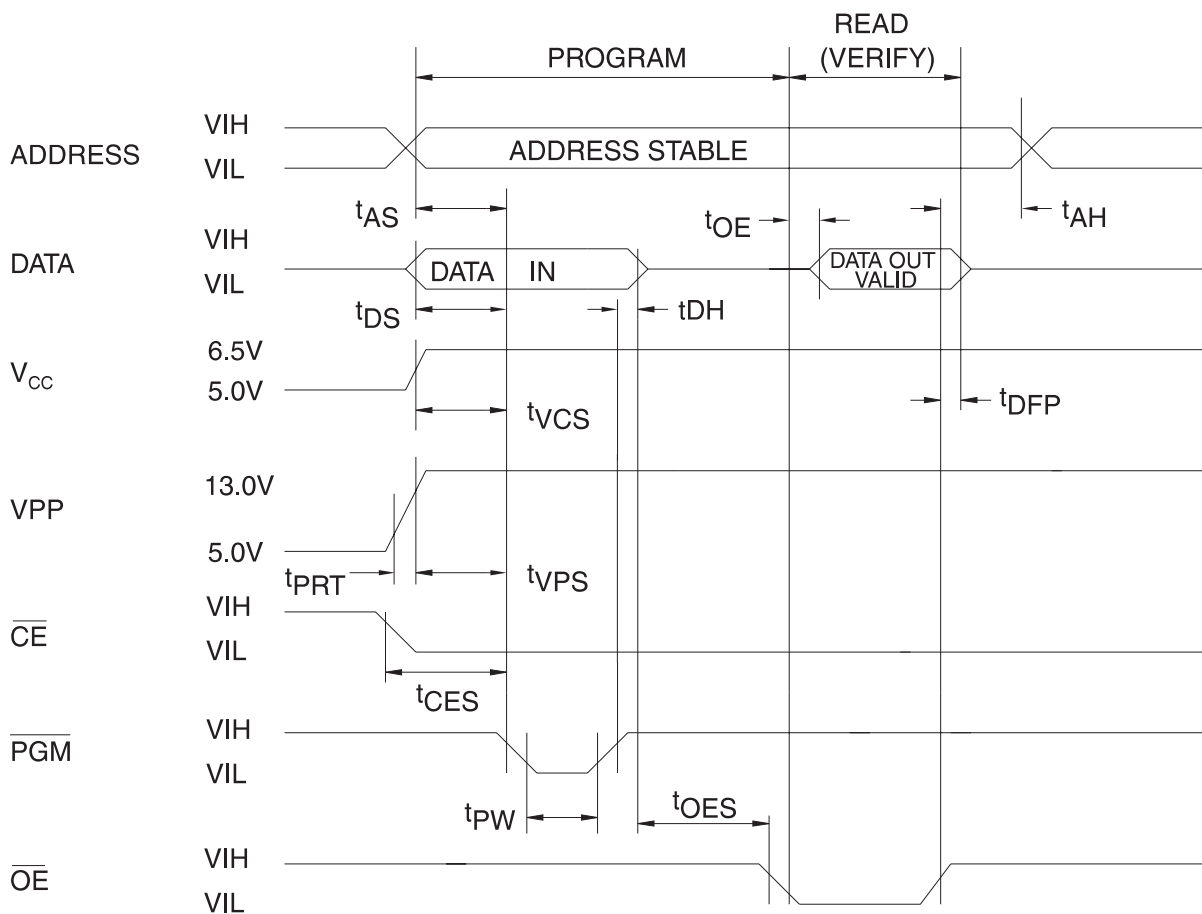 READ
PROGRAM (VERIFY)
ADDRESS VIH
VIL ADDRESS STABLE
tAS tOE tAH
DATA VIH
VIL DATA IN DATA OUT
VALID
tDS tDH
VCC 6.5V
5.0V
tVCS tDFP
VPP 13.0V
5.0V
tPRT tVPS
CE VIH
VIL
tCES
PGM VIH
VIL
tPW tOES
OE VIH
VIL